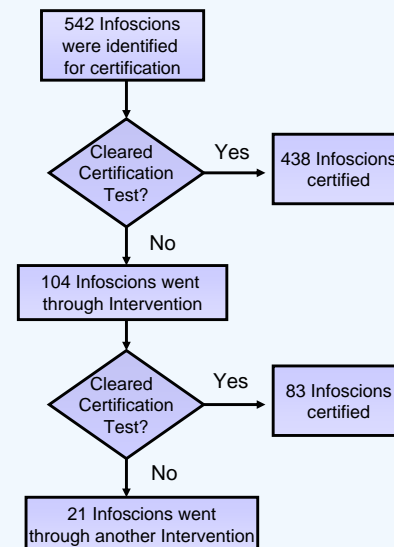 542 Infoscions
were identified
for certification
Cleared
Certification
Test?
Yes
438 Infoscions
certified
No
104 Infoscions went
through Intervention
Cleared
Certification
Test?
Yes
83 Infoscions
certified
No
21 Infoscions went
through another Intervention